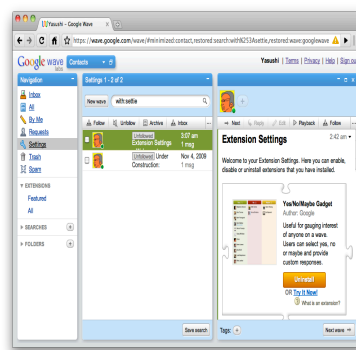 Yasushi - Google Wave
https://wave.google.com/wave/#minimized:contact,restored:search:with%253Asettle,restored:wave:googlewave
Google wave
labs
Contacts
Yasushi | Terms | Privacy | Help | Sign ou
Navigation
Inbox
All
By Me
Requests
Settings
Trash
Spam
EXTENSIONS
Featured
All
SEARCHES
FOLDERS
Settings 1 - 2 of 2
New wave
with:settle
Follow Unfollow Archive Inbox
Unfollowed 3:07 am
Extension Settings 1 msg
Unfollowed Under Nov 4, 2009
Construction: 1 msg
Save search
Next Reply Edit Playback Follow
Extension Settings 2:42 am
Welcome to your Extension Settings. Here you can enable,
disable or uninstall extensions that you have installed.
Yes/No/Maybe Gadget
Author: Google
Useful for gauging interest
of anyone on a wave.
Users can select yes, no
or maybe and provide
custom responses.
Uninstall
OR Try It Now!
What is an extension?
Tags:
Next wave